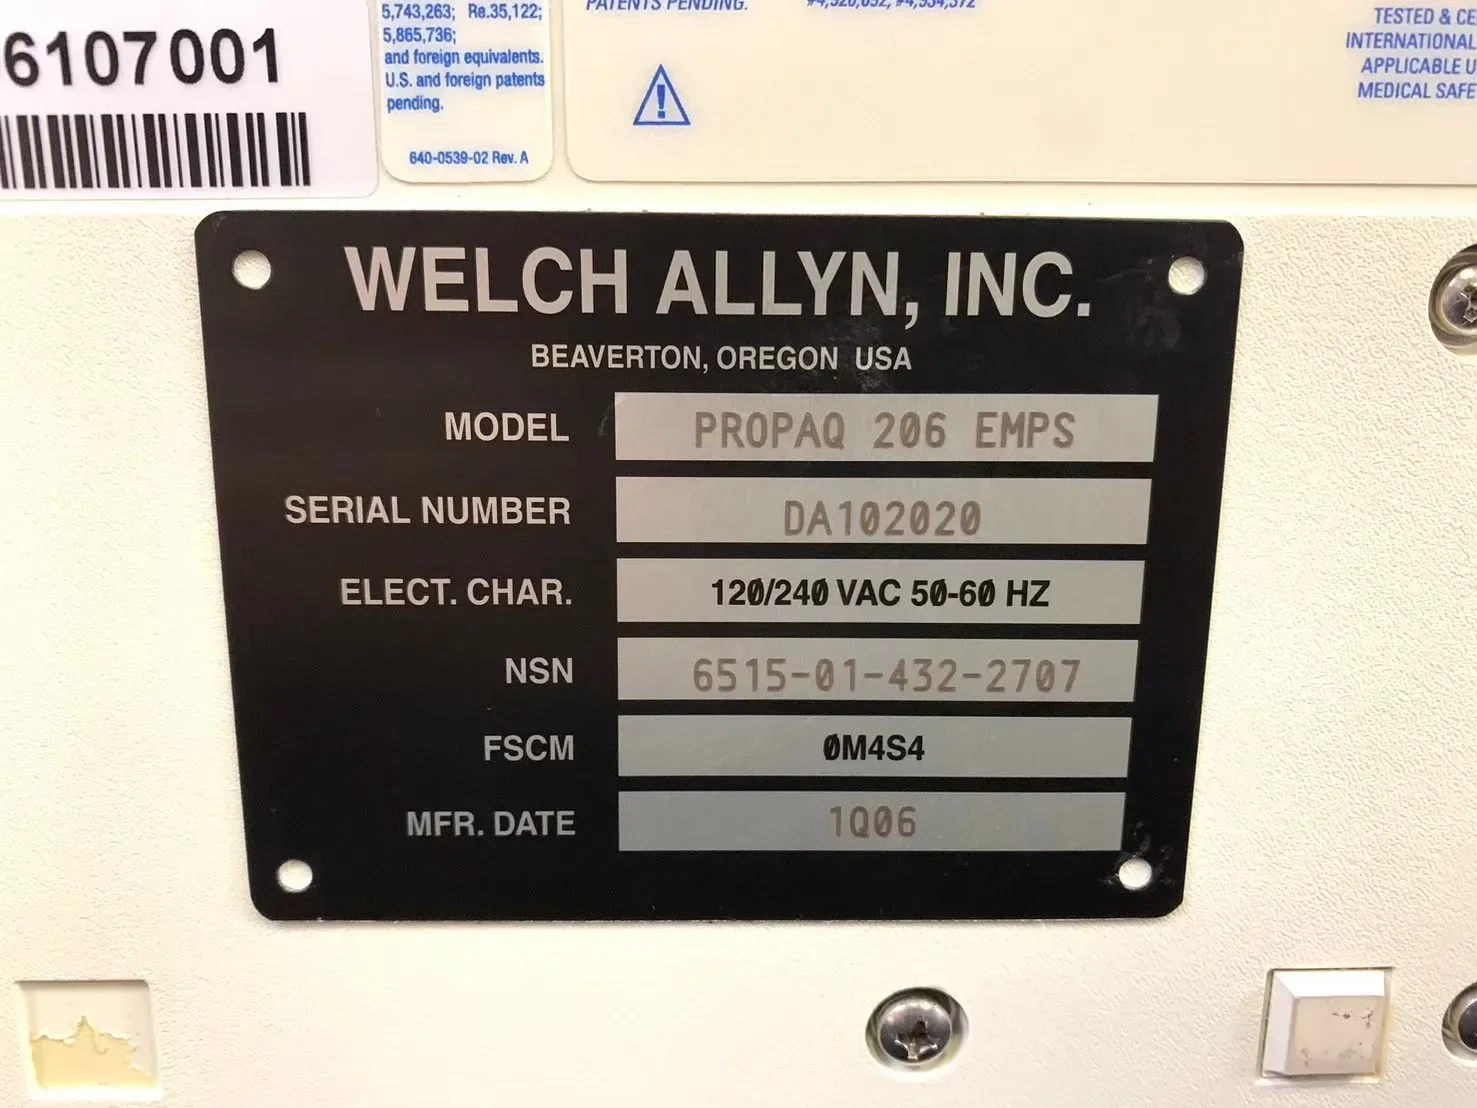 6107001
5,743,263; Re.35,122;
5,865,736;
and foreign equivalents.
U.S. and foreign patents
pending.
640-0539-02 Rev. A
PATENTS PENDING.
TESTED &
INTERNATIONAL
APPLICABLE
MEDICAL
WELCH ALLYN, INC.
BEAVERTON, OREGON USA
MODEL PROPAQ 206 EMPS
SERIAL NUMBER DA102020
ELECT. CHAR. 120/240 VAC 50-60 HZ
NSN 6515-01-432-2707
FSCM 0M4S4
MFR. DATE 1Q06